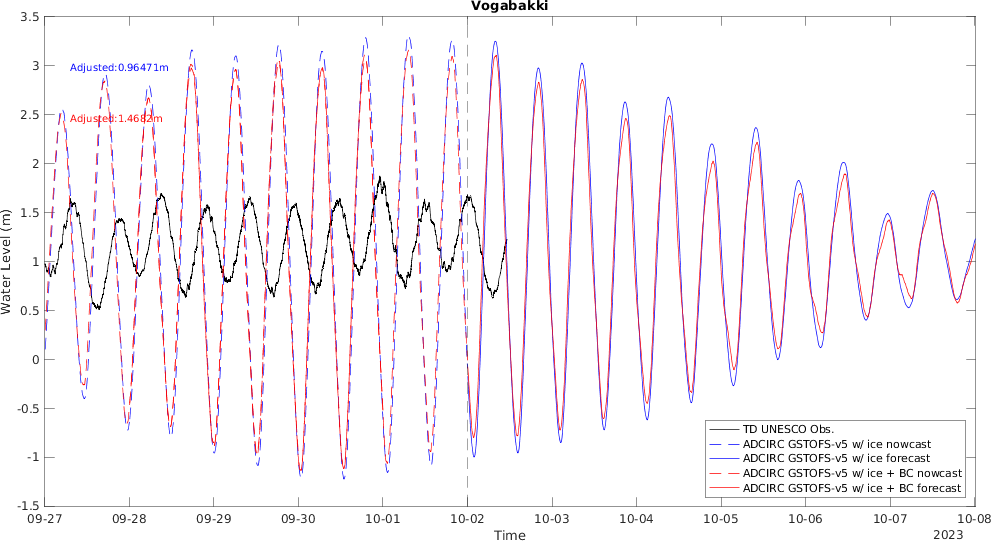 Vogabakki
3.5
3
2.5
2
1.5
1
0.5
0
-0.5
-1
-1.5
Water Level (m)
Adjusted:0.96471m
Adjusted:1.4682m
TD UNESCO Obs.
ADCIRC GSTOFS-v5 w/ ice nowcast
ADCIRC GSTOFS-v5 w/ ice forecast
ADCIRC GSTOFS-v5 w/ ice + BC nowcast
ADCIRC GSTOFS-v5 w/ ice + BC forecast
09-27 09-28 09-29 09-30 10-01 10-02 10-03 10-04 10-05 10-06 10-07 10-08
Time
2023